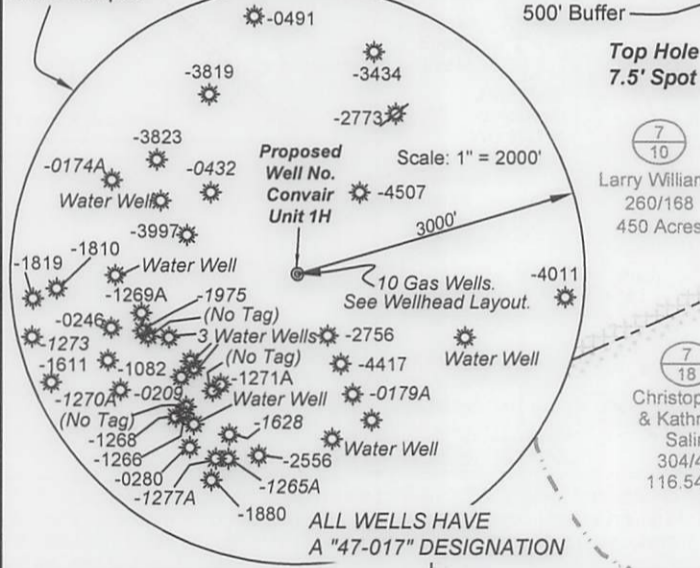 500' Buffer
-0491
Top Hole
7.5' Spot
-3434
-3819
-2773
-3823
Proposed
Well No.
Convair
Unit 1H
Scale: 1" = 2000'
7
10
-0174A
-0432
Larry William
260/168
450 Acres
Water Well
-4507
-3997
3000'
-1819
-1810
Water Well
10 Gas Wells.
See Wellhead Layout.
-4011
-1269A
-1975
(No Tag)
-0246
3 Water Wells
-2756
-1273
(No Tag)
Water Well
7
18
-1611
-1082
-4417
-1271A
-1270A
-0209
Water Well
-0179A
Christop
& Kathr
Salin
304/4
116.54
(No Tag)
-1628
-1268
-1266
Water Well
-0280
-2556
-1277A
-1265A
-1880
ALL WELLS HAVE
A "47-017" DESIGNATION